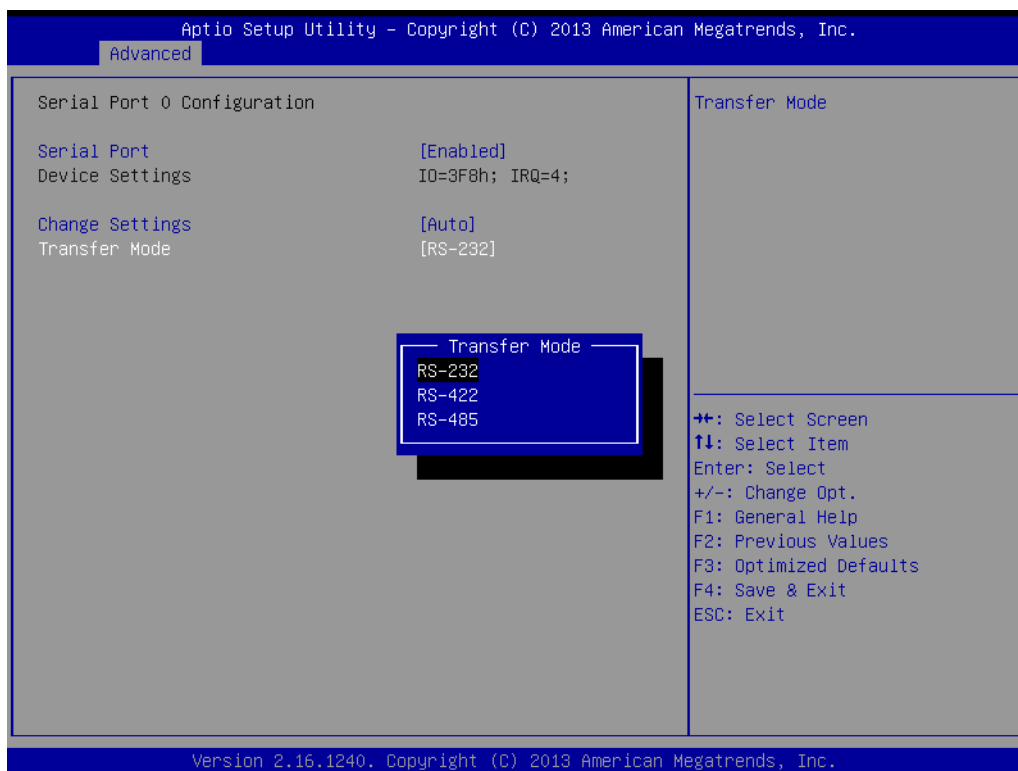 Aptio Setup Utility – Copyright (C) 2013 American Megatrends, Inc.
Advanced
Serial Port 0 Configuration
Serial Port [Enabled]
Device Settings IO=3F8h; IRQ=4;
Change Settings [Auto]
Transfer Mode [RS-232]
Transfer Mode
RS-232
RS-422
RS-485
Transfer Mode
→←: Select Screen
↑↓: Select Item
Enter: Select
+/-: Change Opt.
F1: General Help
F2: Previous Values
F3: Optimized Defaults
F4: Save & Exit
ESC: Exit
Version 2.16.1240. Copyright (C) 2013 American Megatrends, Inc.